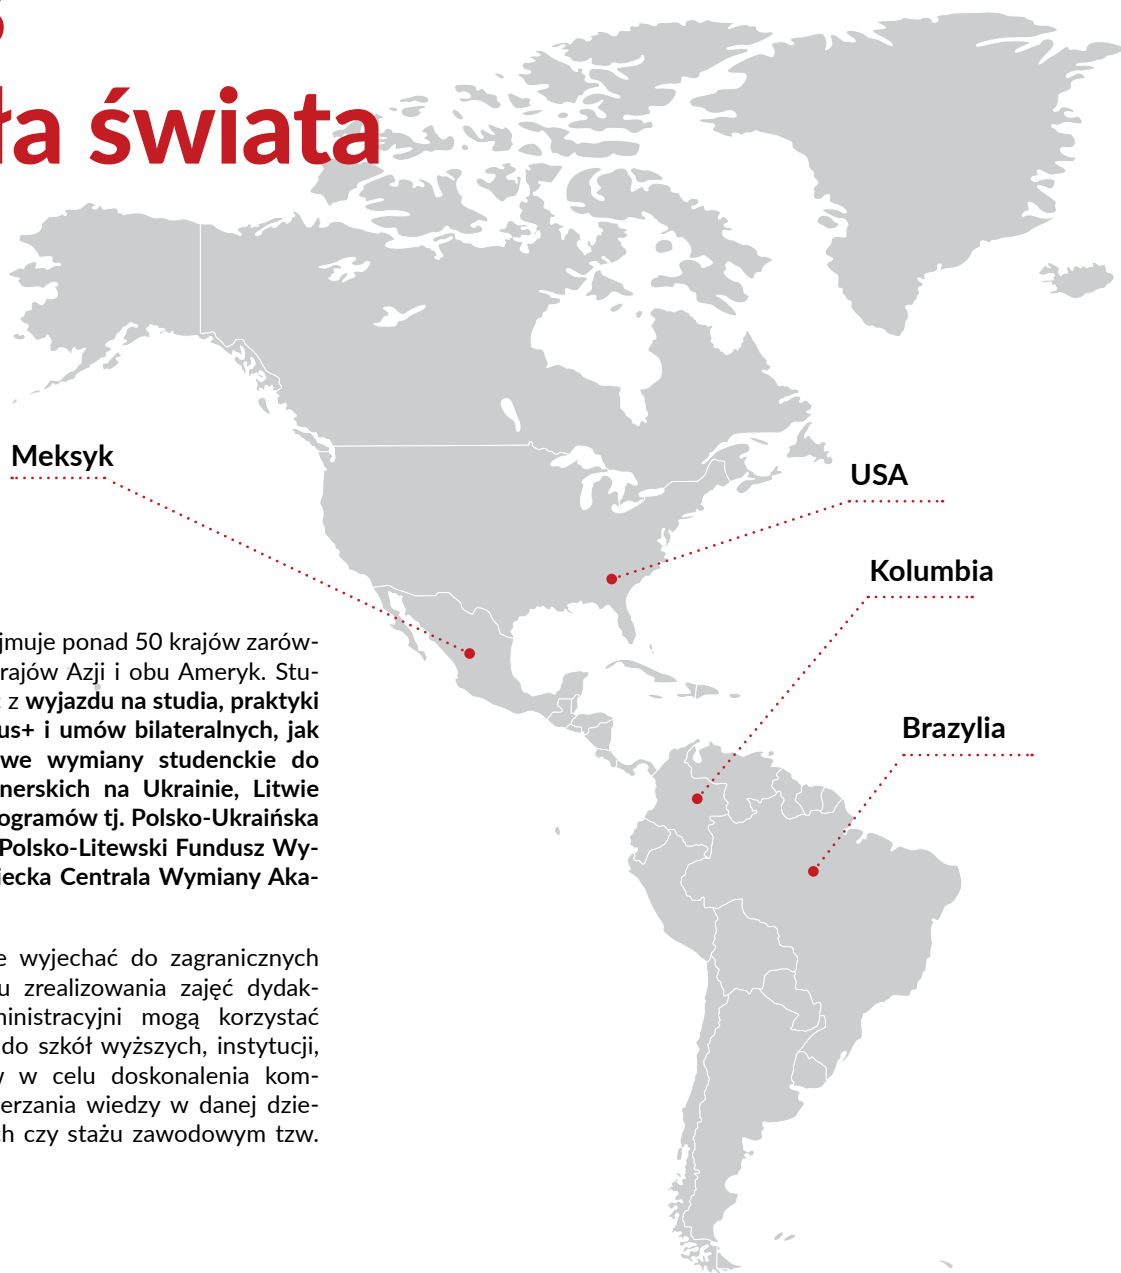 ła świata
Meksyk
USA
Kolumbia
jmuje ponad 50 krajów zarów-
rajów Azji i obu Ameryk. Stu-
z wyjazdu na studia, praktyki
us+ i umów bilateralnych, jak
we wymiany studenckie do
nerskich na Ukrainie, Litwie
ogramów tj. Polsko-Ukraińska
Polsko-Litewski Fundusz Wy-
iecka Centrala Wymiany Aka-
Brazylia
e wyjechać do zagranicznych
u zrealizowania zajęć dydak-
ministracyjni mogą korzystać
do szkół wyższych, instytucji,
w w celu doskonalenia kom-
erzania wiedzy w danej dzie-
ch czy stażu zawodowym tzw.